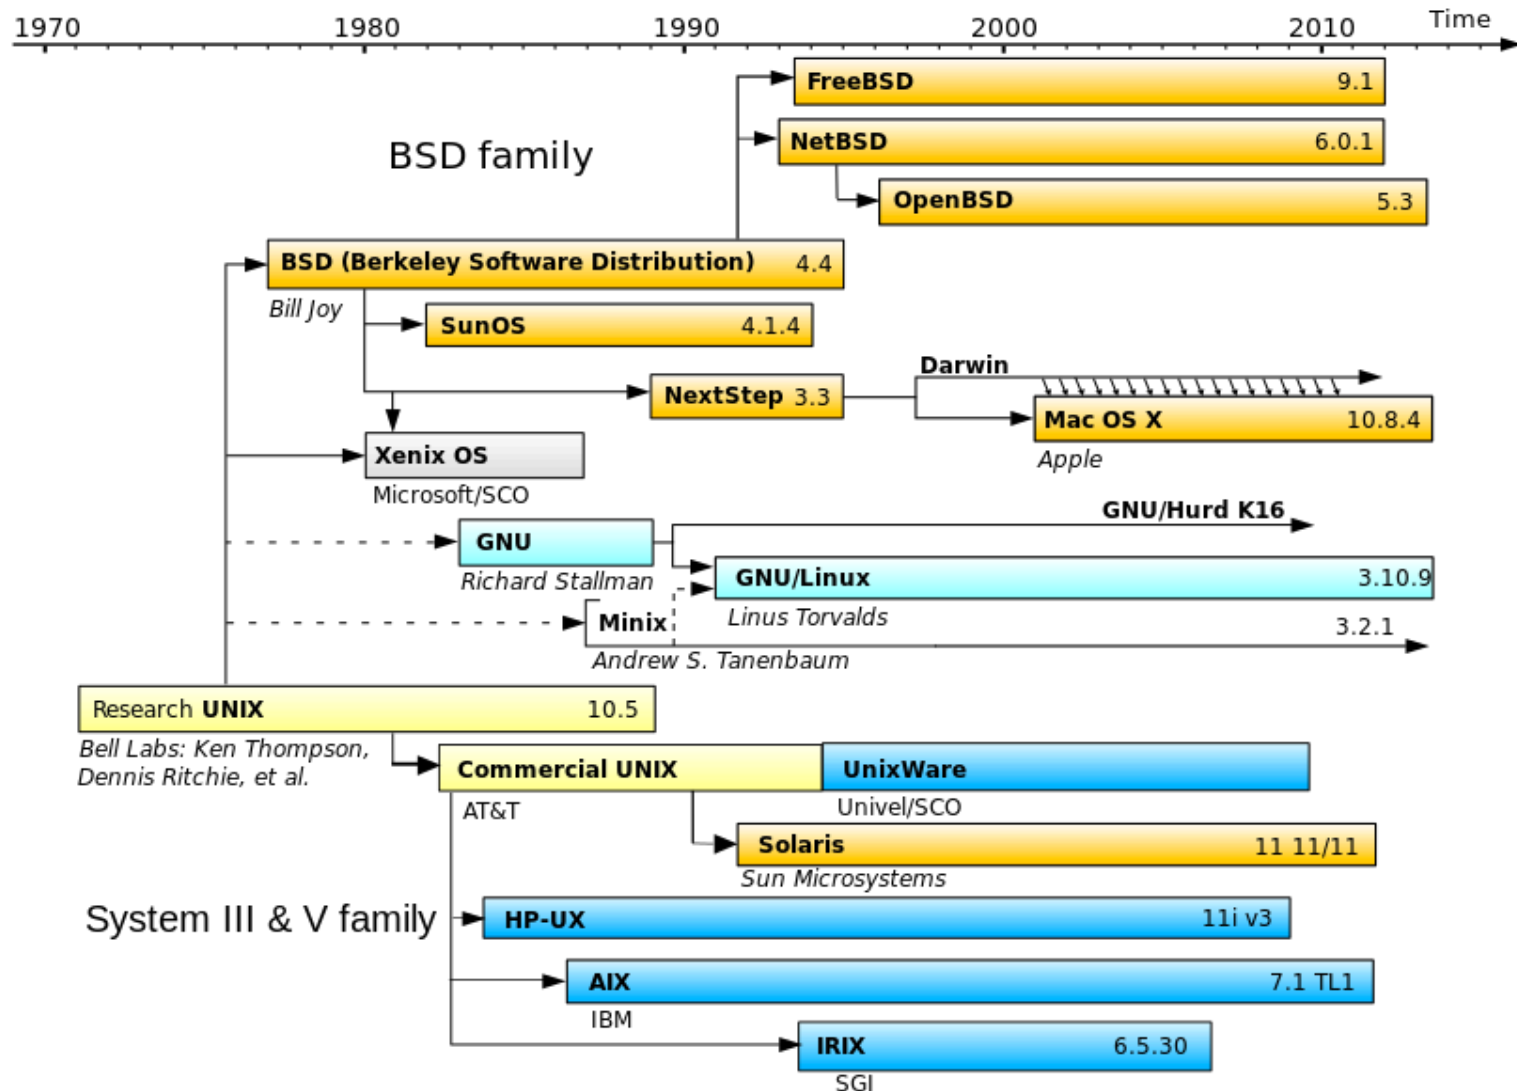 1970 1980 1990 2000 2010 Time
FreeBSD 9.1
BSD family
NetBSD 6.0.1
OpenBSD 5.3
BSD (Berkeley Software Distribution) 4.4
Bill Joy
SunOS 4.1.4
Darwin
NextStep 3.3
Mac OS X 10.8.4
Apple
Xenix OS
Microsoft/SCO
GNU/Hurd K16
GNU
Richard Stallman
GNU/Linux 3.10.9
Linus Torvalds
Minix 3.2.1
Andrew S. Tanenbaum
Research UNIX 10.5
Bell Labs: Ken Thompson,
Dennis Ritchie, et al.
Commercial UNIX
AT&T
UnixWare
Univel/SCO
Solaris 11 11/11
Sun Microsystems
System III & V family
HP-UX 11i v3
AIX 7.1 TL1
IBM
IRIX 6.5.30
SGI